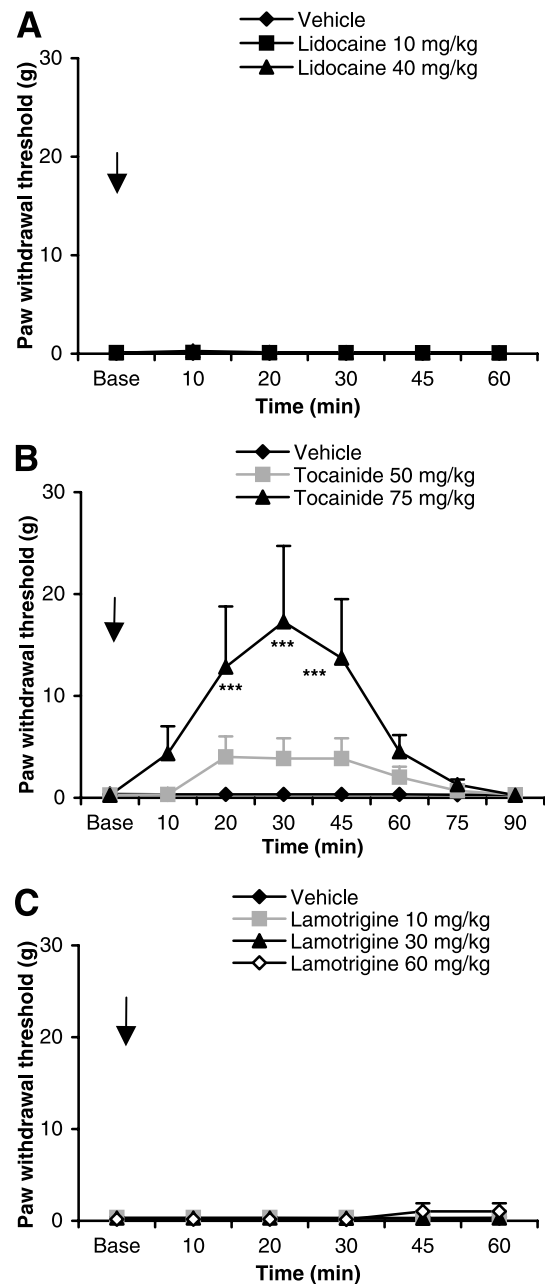 A
Vehicle
Lidocaine 10 mg/kg
Lidocaine 40 mg/kg
Paw withdrawal threshold (g)
30
20
10
0
Base 10 20 30 45 60
Time (min)
B
Vehicle
Tocainide 50 mg/kg
Tocainide 75 mg/kg
Paw withdrawal threshold (g)
30
20
10
0
***
***
***
Base 10 20 30 45 60 75 90
Time (min)
C
Vehicle
Lamotrigine 10 mg/kg
Lamotrigine 30 mg/kg
Lamotrigine 60 mg/kg
Paw withdrawal threshold (g)
30
20
10
0
Base 10 20 30 45 60
Time (min)